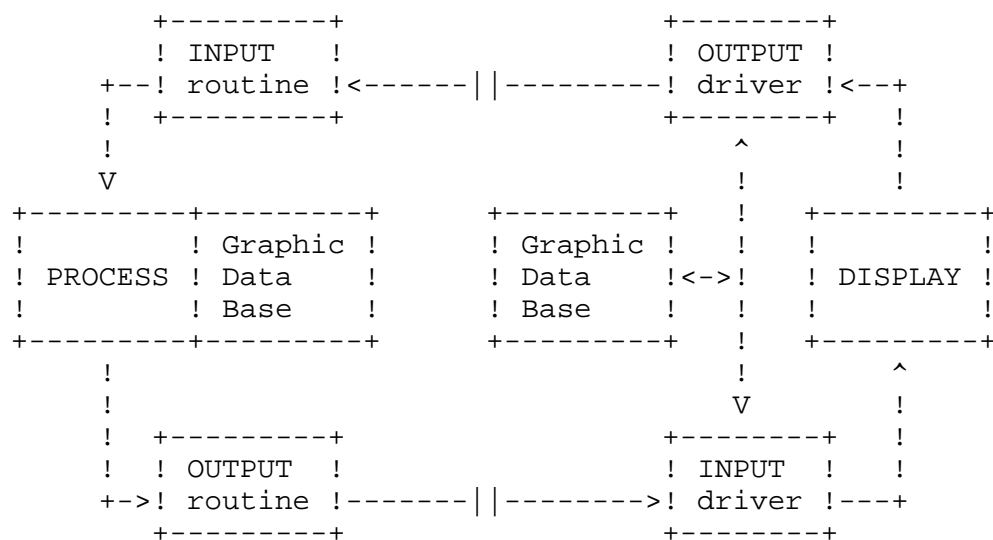 INPUT OUTPUT
routine driver
Graphic Graphic
PROCESS Data Data DISPLAY
Base Base
OUTPUT INPUT
routine driver